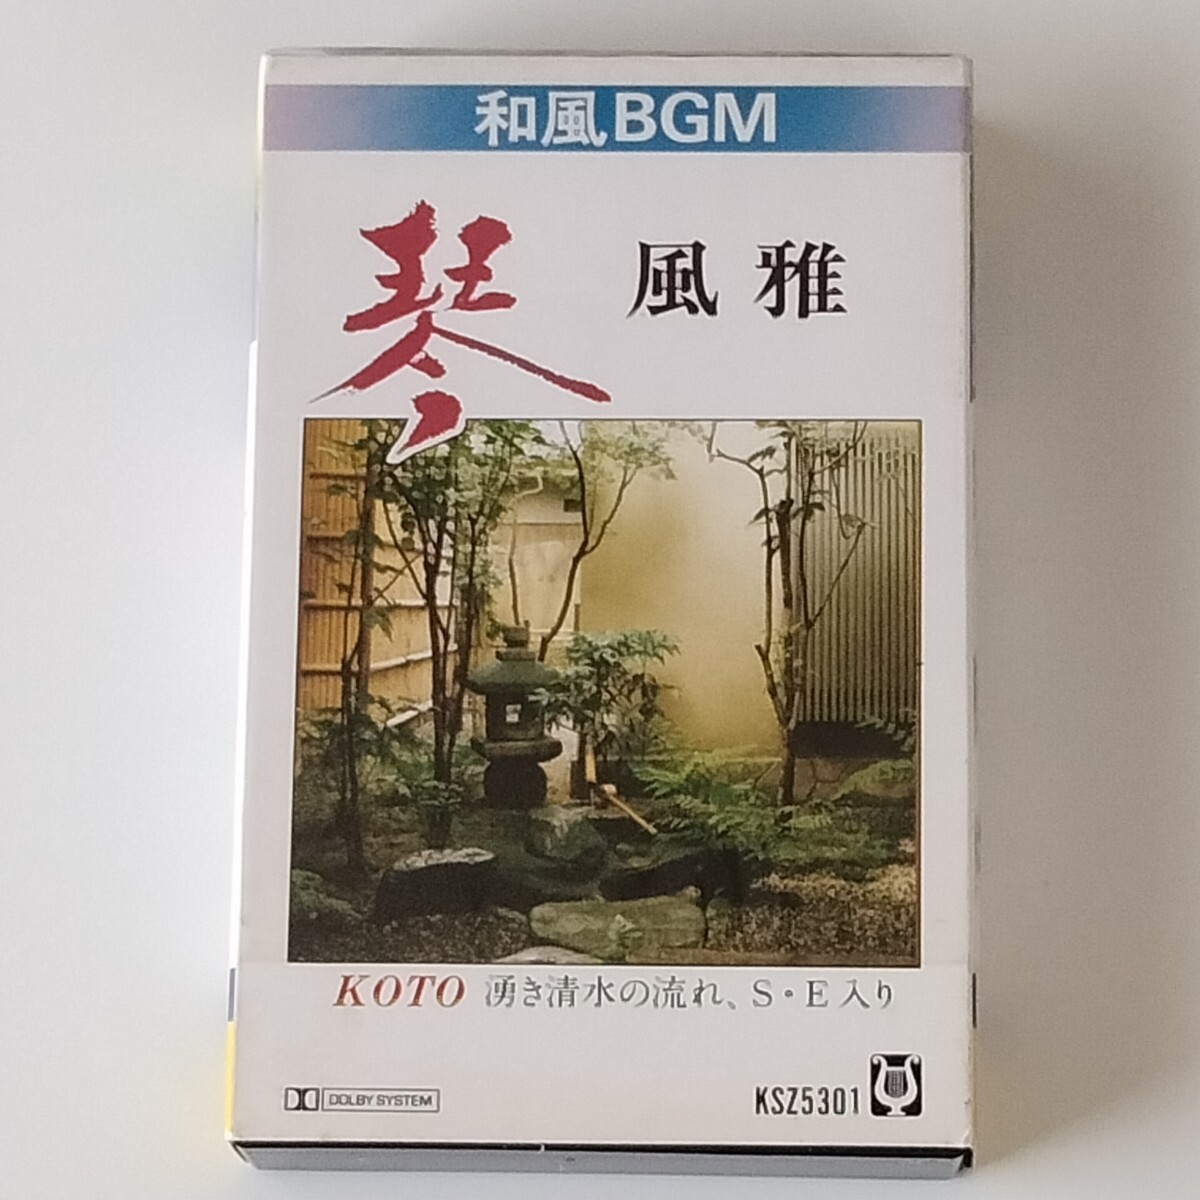 和風BGM
琴
風雅
KOTO 湧き清水の流れ、S・E入り
DOLBY SYSTEM
KSZ5301